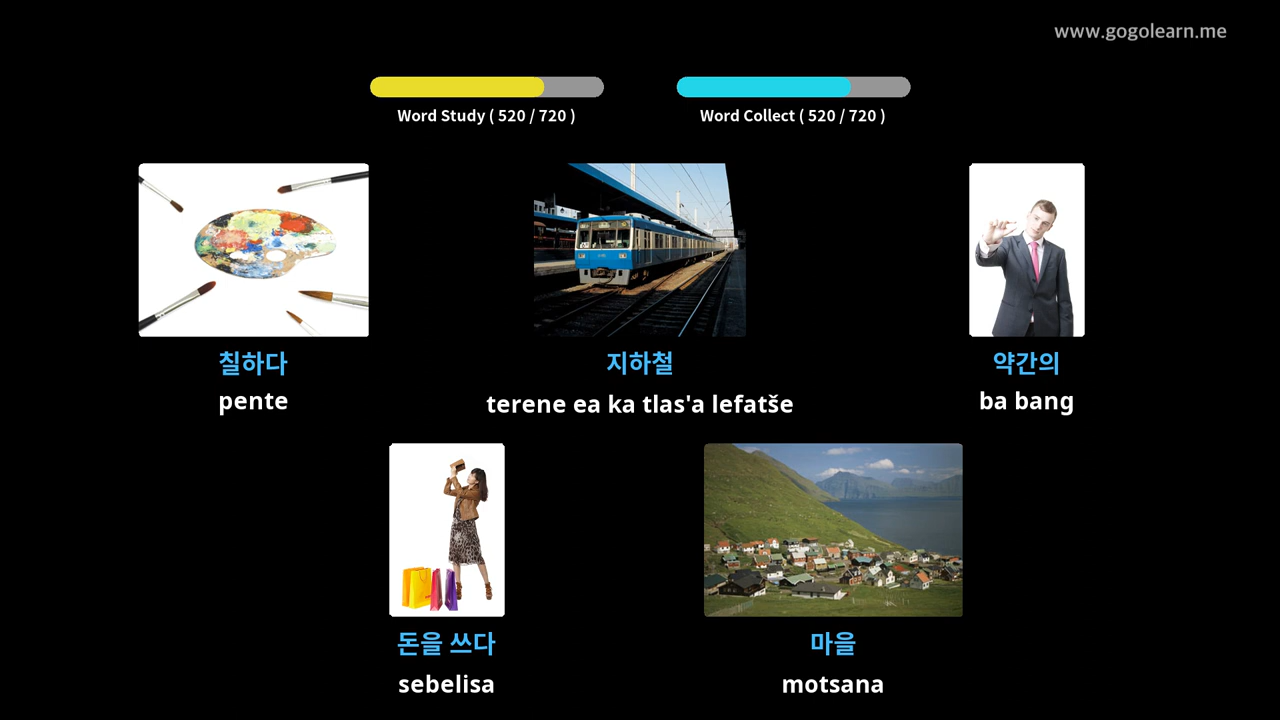 www.gogolearn.me
Word Study ( 520 / 720 )
Word Collect ( 520 / 720 )
칠하다
지하철
약간의
pente
terene ea ka tlas'a lefatše
ba bang
돈을 쓰다
마을
sebelisa
motsana